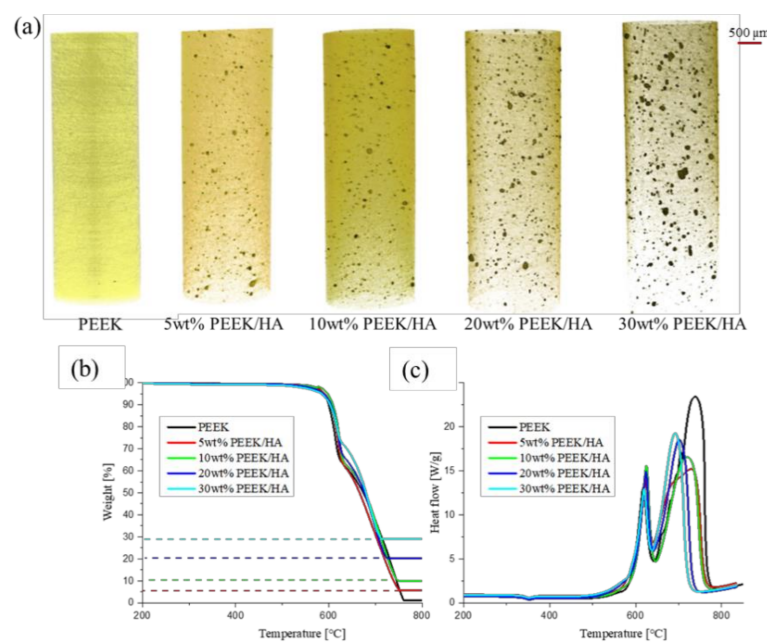 (a)
500 μm
PEEK 5wt% PEEK/HA 10wt% PEEK/HA 20wt% PEEK/HA 30wt% PEEK/HA
(b)
100
90
80
70
60
50
40
30
20
10
0
Weight [%]
PEEK
5wt% PEEK/HA
10wt% PEEK/HA
20wt% PEEK/HA
30wt% PEEK/HA
200 400 600 800
Temperature [°C]
(c)
20
15
10
5
0
Heat flow [W/g]
PEEK
5wt% PEEK/HA
10wt% PEEK/HA
20wt% PEEK/HA
30wt% PEEK/HA
200 400 600 800
Temperature [°C]